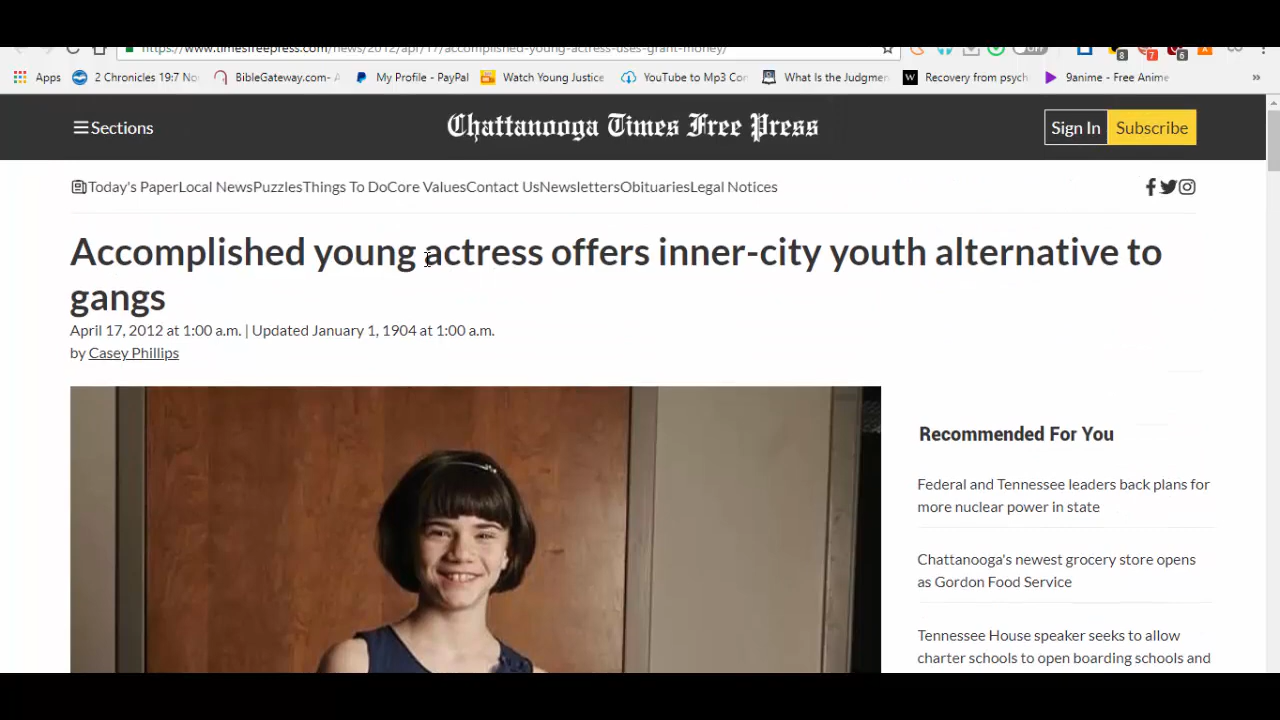 https://www.timesfreepress.com/news/2012/apr/17/accomplished-young-actress-uses-grant-money/
Apps 2 Chronicles 19:7 No BibleGateway.com- A My Profile - PayPal Watch Young Justice YouTube to Mp3 Con What Is the Judgmen Recovery from psych 9anime - Free Anime »
8 7 6
Sections Chattanooga Times Free Press Sign In Subscribe
Today's PaperLocal NewsPuzzlesThings To DoCore ValuesContact UsNewslettersObituariesLegal Notices
Accomplished young actress offers inner-city youth alternative to
gangs
April 17, 2012 at 1:00 a.m. | Updated January 1, 1904 at 1:00 a.m.
by Casey Phillips
Recommended For You
Federal and Tennessee leaders back plans for
more nuclear power in state
Chattanooga's newest grocery store opens
as Gordon Food Service
Tennessee House speaker seeks to allow
charter schools to open boarding schools and